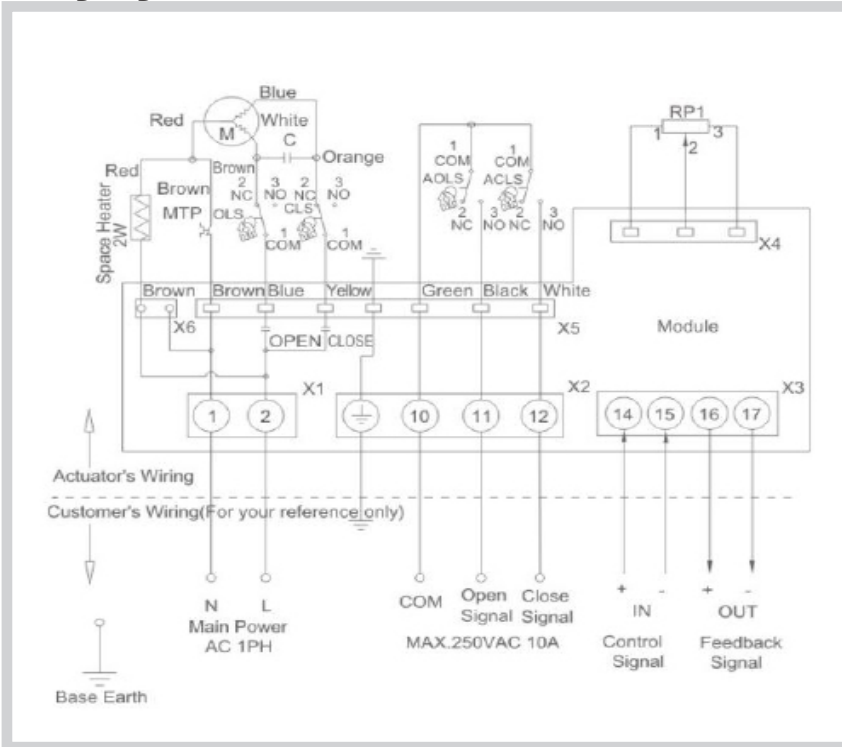 Blue
Red
White
M
C
RP1
1
3
2
Orange
Red
Brown
1
COM
1
COM
Brown
2
NC
3
NO
2
NC
3
NO
AOLS
ACLS
MTP
OLS
CLS
2
NC
3
NO
2
NC
3
NO
Space Heater
2W
1
COM
1
COM
X4
Brown
Brown
Blue
Yellow
Green
Black
White
X6
X5
Module
OPEN
CLOSE
X1
X2
X3
1
2
10
11
12
14
15
16
17
Actuator's Wiring
Customer's Wiring(For your reference only)
+
-
+
-
N
L
COM
Open
Signal
Close
Signal
IN
OUT
Main Power
AC 1PH
MAX.250VAC 10A
Control
Signal
Feedback
Signal
Base Earth